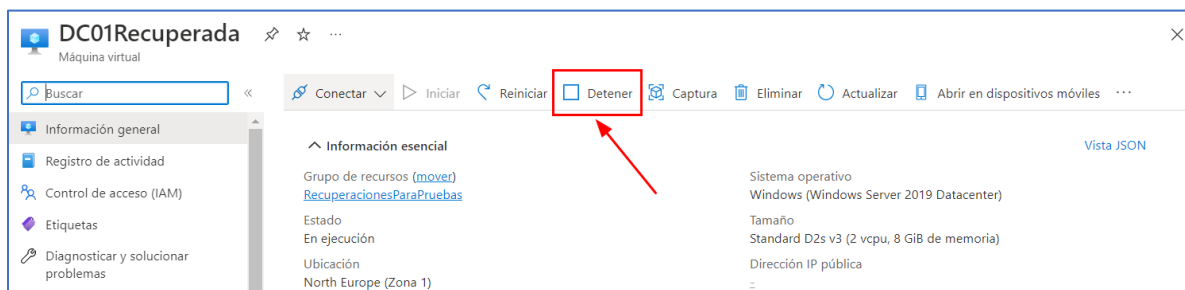 DC01Recuperada
Máquina virtual
Buscar
Conectar Iniciar Reiniciar Detener Captura Eliminar Actualizar Abrir en dispositivos móviles
Información general
Registro de actividad
Control de acceso (IAM)
Etiquetas
Diagnosticar y solucionar
problemas
Información esencial
Vista JSON
Grupo de recursos (mover)
RecuperacionesParaPruebas
Estado
En ejecución
Ubicación
North Europe (Zona 1)
Sistema operativo
Windows (Windows Server 2019 Datacenter)
Tamaño
Standard D2s v3 (2 vcpu, 8 GiB de memoria)
Dirección IP pública
-